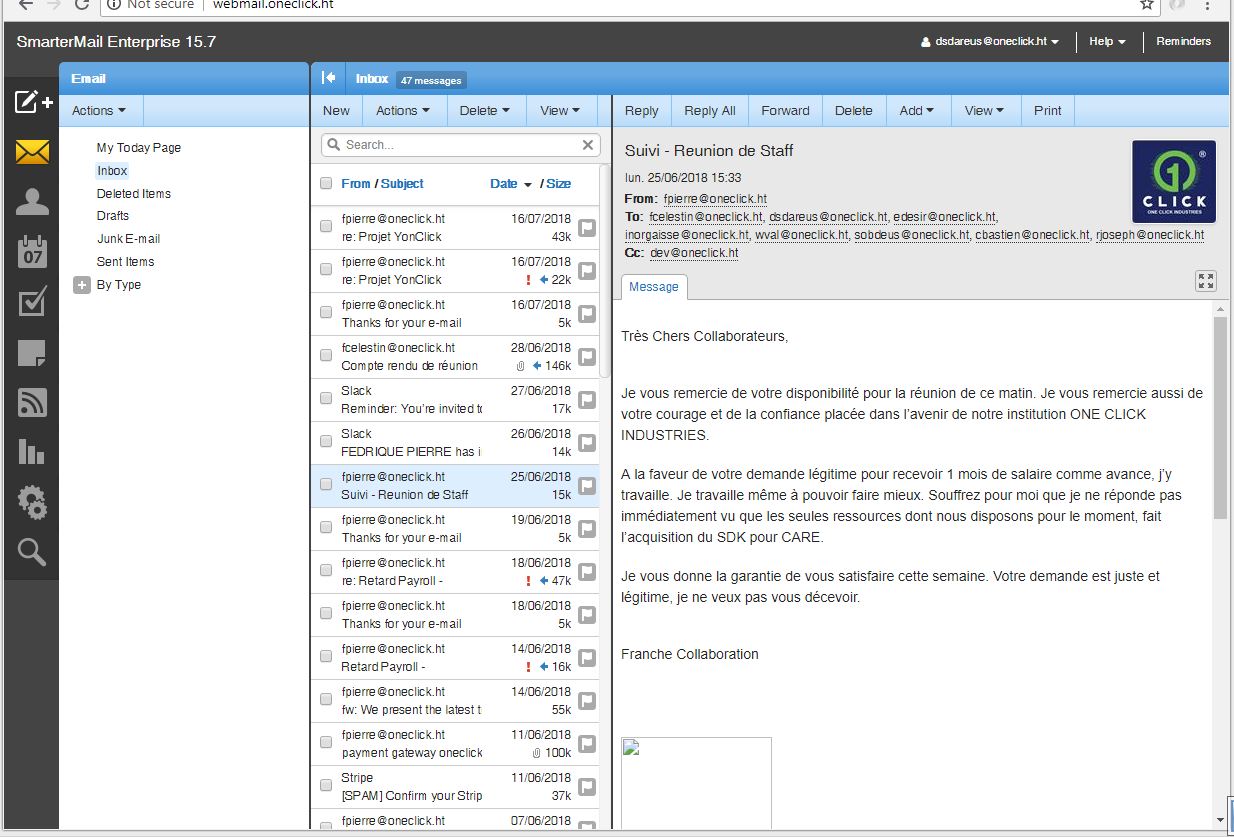 Not secure | webmail.oneclick.ht
SmarterMail Enterprise 15.7
dsdareus@oneclick.ht
Help
Reminders
Email
Inbox 47 messages
Actions
New
Actions
Delete
View
Reply
Reply All
Forward
Delete
Add
View
Print
My Today Page
Inbox
Deleted Items
Drafts
Junk E-mail
Sent Items
By Type
07
Search...
From / Subject
Date / Size
fpierre@oneclick.ht 16/07/2018
re: Projet YonClick 43k
fpierre@oneclick.ht 16/07/2018
re: Projet YonClick ! 22k
fpierre@oneclick.ht 16/07/2018
Thanks for your e-mail 5k
fcelestin@oneclick.ht 28/06/2018
Compte rendu de réunion 146k
Slack 27/06/2018
Reminder: You're invited to 17k
Slack 26/06/2018
FEDRIQUE PIERRE has i 14k
fpierre@oneclick.ht 25/06/2018
Suivi - Reunion de Staff 15k
fpierre@oneclick.ht 19/06/2018
Thanks for your e-mail 5k
fpierre@oneclick.ht 18/06/2018
re: Retard Payroll - ! 47k
fpierre@oneclick.ht 18/06/2018
Thanks for your e-mail 5k
fpierre@oneclick.ht 14/06/2018
Retard Payroll - ! 16k
fpierre@oneclick.ht 14/06/2018
fw: We present the latest t 55k
fpierre@oneclick.ht 11/06/2018
payment gateway oneclick 100k
Stripe 11/06/2018
[SPAM] Confirm your Strip 37k
fpierre@oneclick.ht 07/06/2018
Suivi - Reunion de Staff
lun. 25/06/2018 15:33
From: fpierre@oneclick.ht
To: fcelestin@oneclick.ht, dsdareus@oneclick.ht, edesir@oneclick.ht,
inorgaisse@oneclick.ht, wval@oneclick.ht, sobdeus@oneclick.ht, cbastien@oneclick.ht, rjoseph@oneclick.ht
Cc: dev@oneclick.ht
1 ®
CLICK
ONE CLICK INDUSTRIES
Message
Très Chers Collaborateurs,
Je vous remercie de votre disponibilité pour la réunion de ce matin. Je vous remercie aussi de
votre courage et de la confiance placée dans l'avenir de notre institution ONE CLICK
INDUSTRIES.
A la faveur de votre demande légitime pour recevoir 1 mois de salaire comme avance, j'y
travaille. Je travaille même à pouvoir faire mieux. Souffrez pour moi que je ne réponde pas
immédiatement vu que les seules ressources dont nous disposons pour le moment, fait
l'acquisition du SDK pour CARE.
Je vous donne la garantie de vous satisfaire cette semaine. Votre demande est juste et
légitime, je ne veux pas vous décevoir.
Franche Collaboration